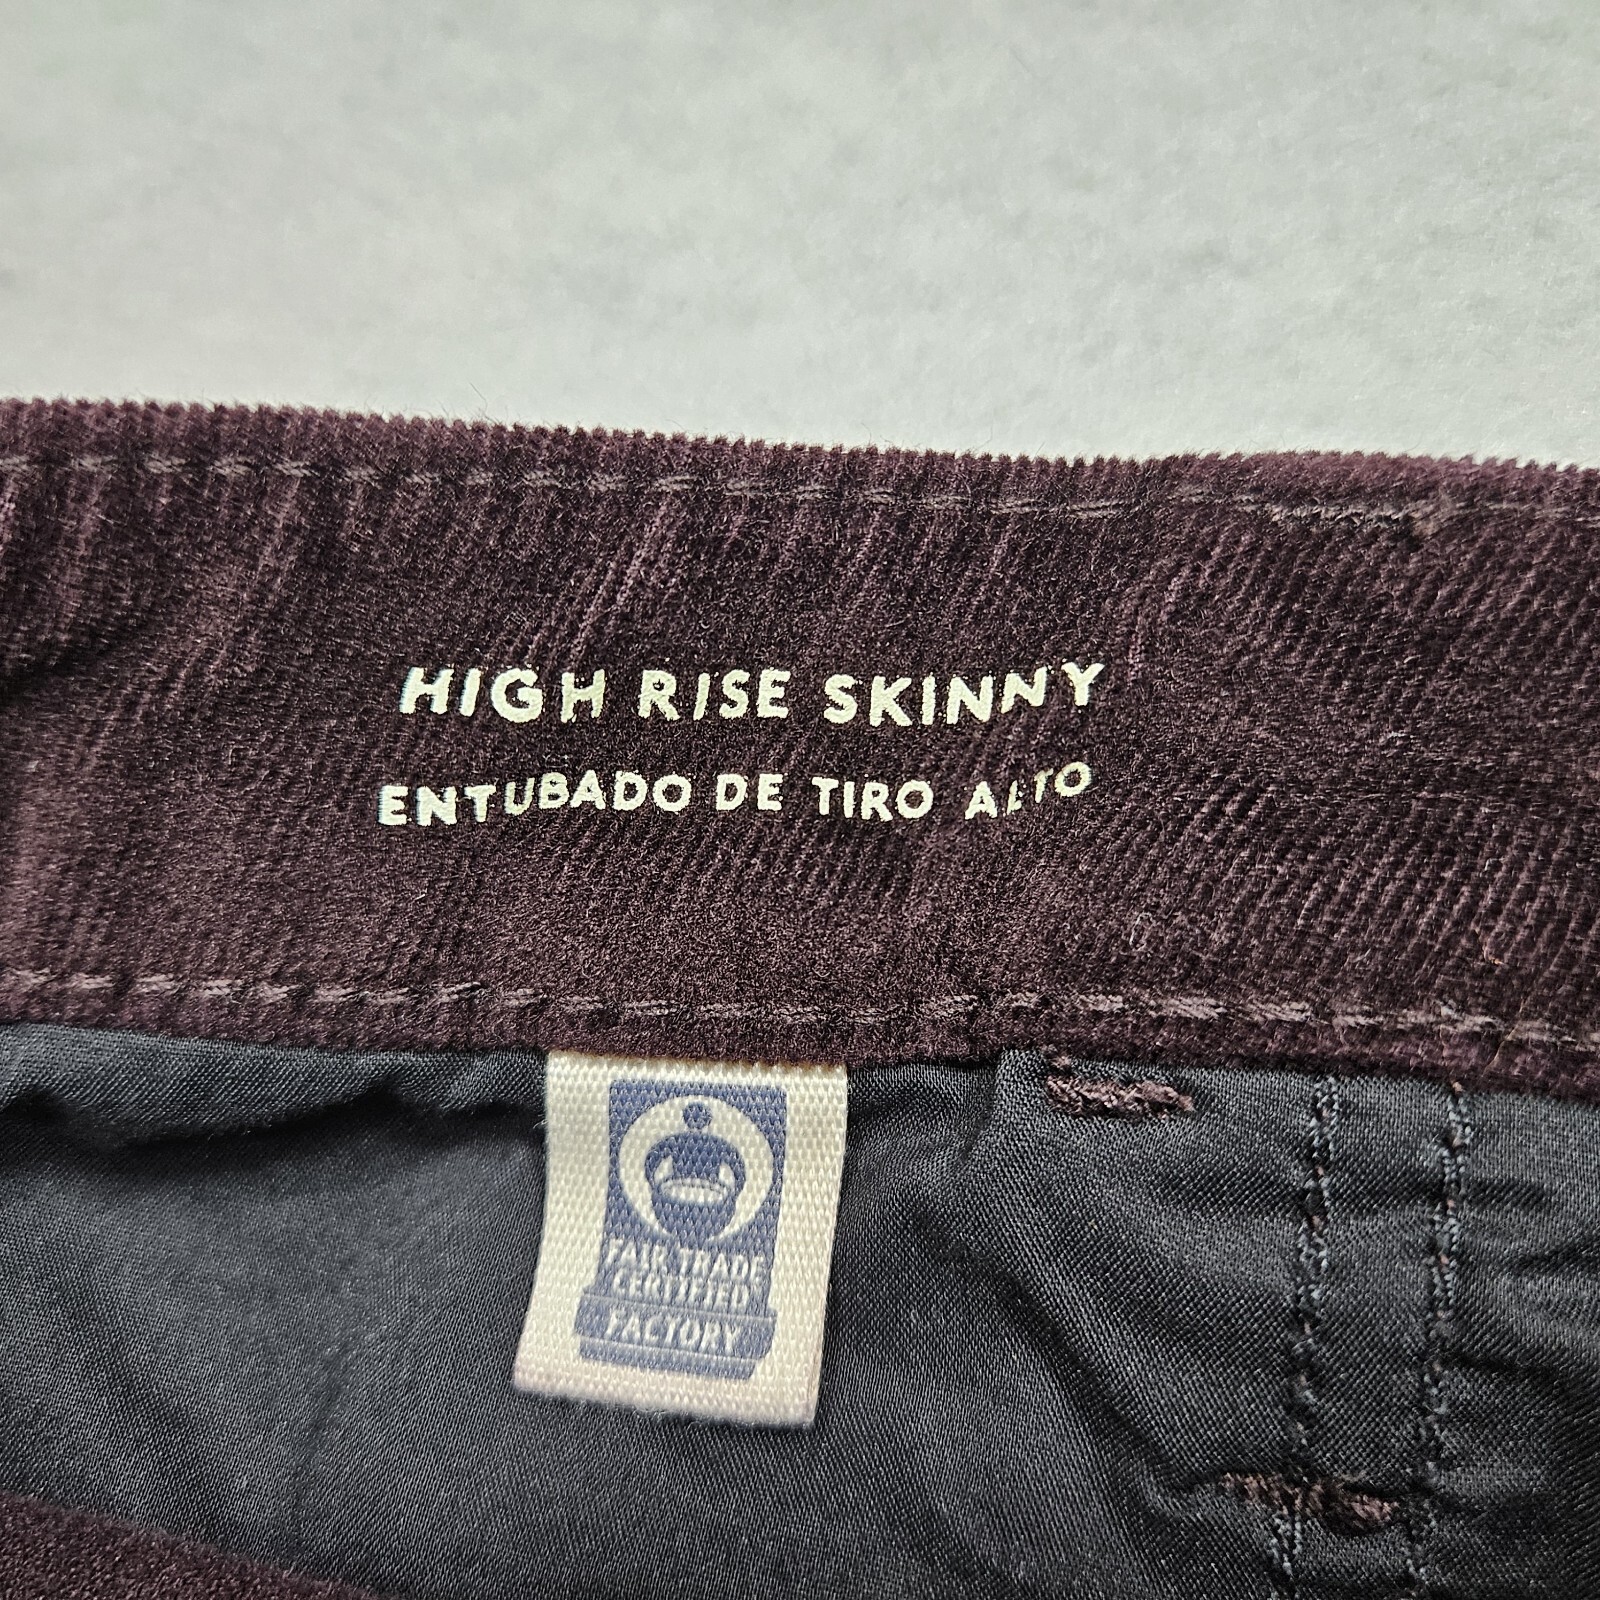 HIGH RISE SKINNY
ENTUBADO DE TIRO ALTO
FAIR TRADE
CERTIFIED
FACTORY